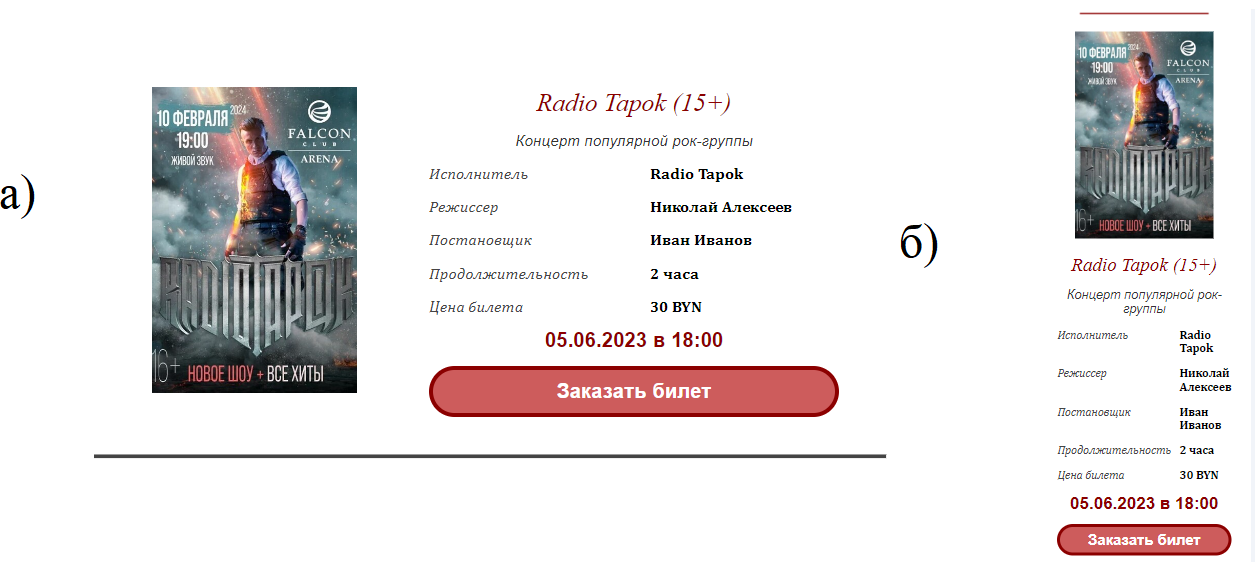 а)
10 ФЕВРАЛЯ 2024
19:00
ЖИВОЙ ЗВУК
FALCON
CLUB
ARENA
RADIOTAPOK
16+
НОВОЕ ШОУ + ВСЕ ХИТЫ
Radio Tapok (15+)
Концерт популярной рок-группы
Исполнитель Radio Tapok
Режиссер Николай Алексеев
Постановщик Иван Иванов
Продолжительность 2 часа
Цена билета 30 BYN
05.06.2023 в 18:00
Заказать билет
б)
10 ФЕВРАЛЯ 2024
19:00
ЖИВОЙ ЗВУК
FALCON
CLUB
ARENA
RADIOTAPOK
16+
НОВОЕ ШОУ + ВСЕ ХИТЫ
Radio Tapok (15+)
Концерт популярной рок-
группы
Исполнитель Radio
Tapok
Режиссер Николай
Алексеев
Постановщик Иван
Иванов
Продолжительность 2 часа
Цена билета 30 BYN
05.06.2023 в 18:00
Заказать билет